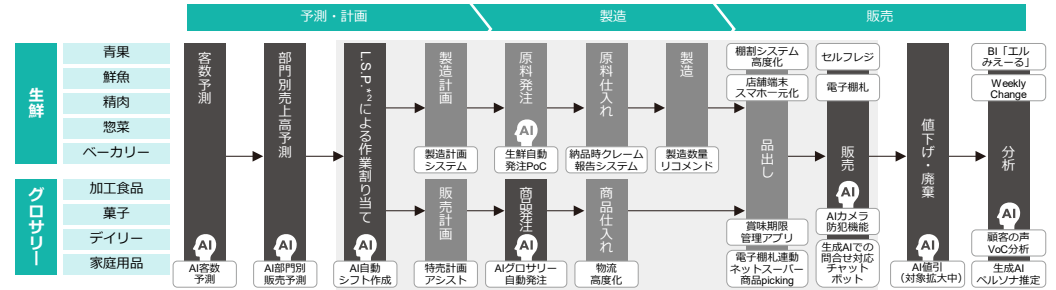 予測・計画
製造
販売
生鮮
青果
鮮魚
精肉
惣菜
ベーカリー
グロサリー
加工食品
菓子
デイリー
家庭用品
客数予測
AI
AI客数
予測
部門別売上高予測
AI
AI部門別
販売予測
L.S.P.*2による作業割り当て
AI
AI自動
シフト作成
製造計画
製造計画
システム
販売計画
特売計画
アシスト
原料発注
AI
生鮮自動
発注PoC
商品発注
AI
AIグロサリー
自動発注
原料仕入れ
納品時クレーム
報告システム
商品仕入れ
物流
高度化
製造
製造数量
リコメンド
棚割システム
高度化
店舗端末
スマホ一元化
品出し
賞味期限
管理アプリ
電子棚札連動
ネットスーパー
商品picking
セルフレジ
電子棚札
販売
AI
AIカメラ
防犯機能
生成AIでの
問合せ対応
チャット
ボット
値下げ・廃棄
AI
AI値引
(対象拡大中)
BI「エル
みえーる」
Weekly
Change
分析
AI
顧客の声
VoC分析
生成AI
ペルソナ推定